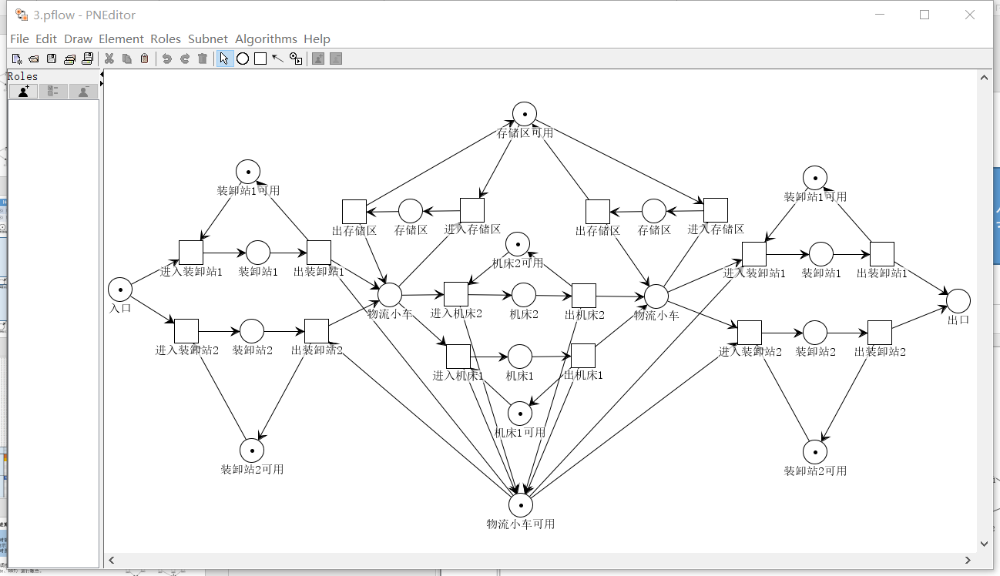 3.pflow - PNEditor
File Edit Draw Element Roles Subnet Algorithms Help
Roles
存储区可用
装卸站1可用
装卸站1可用
出存储区
存储区
进入存储区
出存储区
存储区
进入存储区
机床2可用
进入装卸站1
装卸站1
出装卸站1
进入装卸站1
装卸站1
出装卸站1
入口
物流小车
进入机床2
机床2
出机床2
物流小车
出口
进入装卸站2
装卸站2
出装卸站2
进入装卸站2
装卸站2
出装卸站2
进入机床1
机床1
出机床1
机床1可用
装卸站2可用
装卸站2可用
物流小车可用